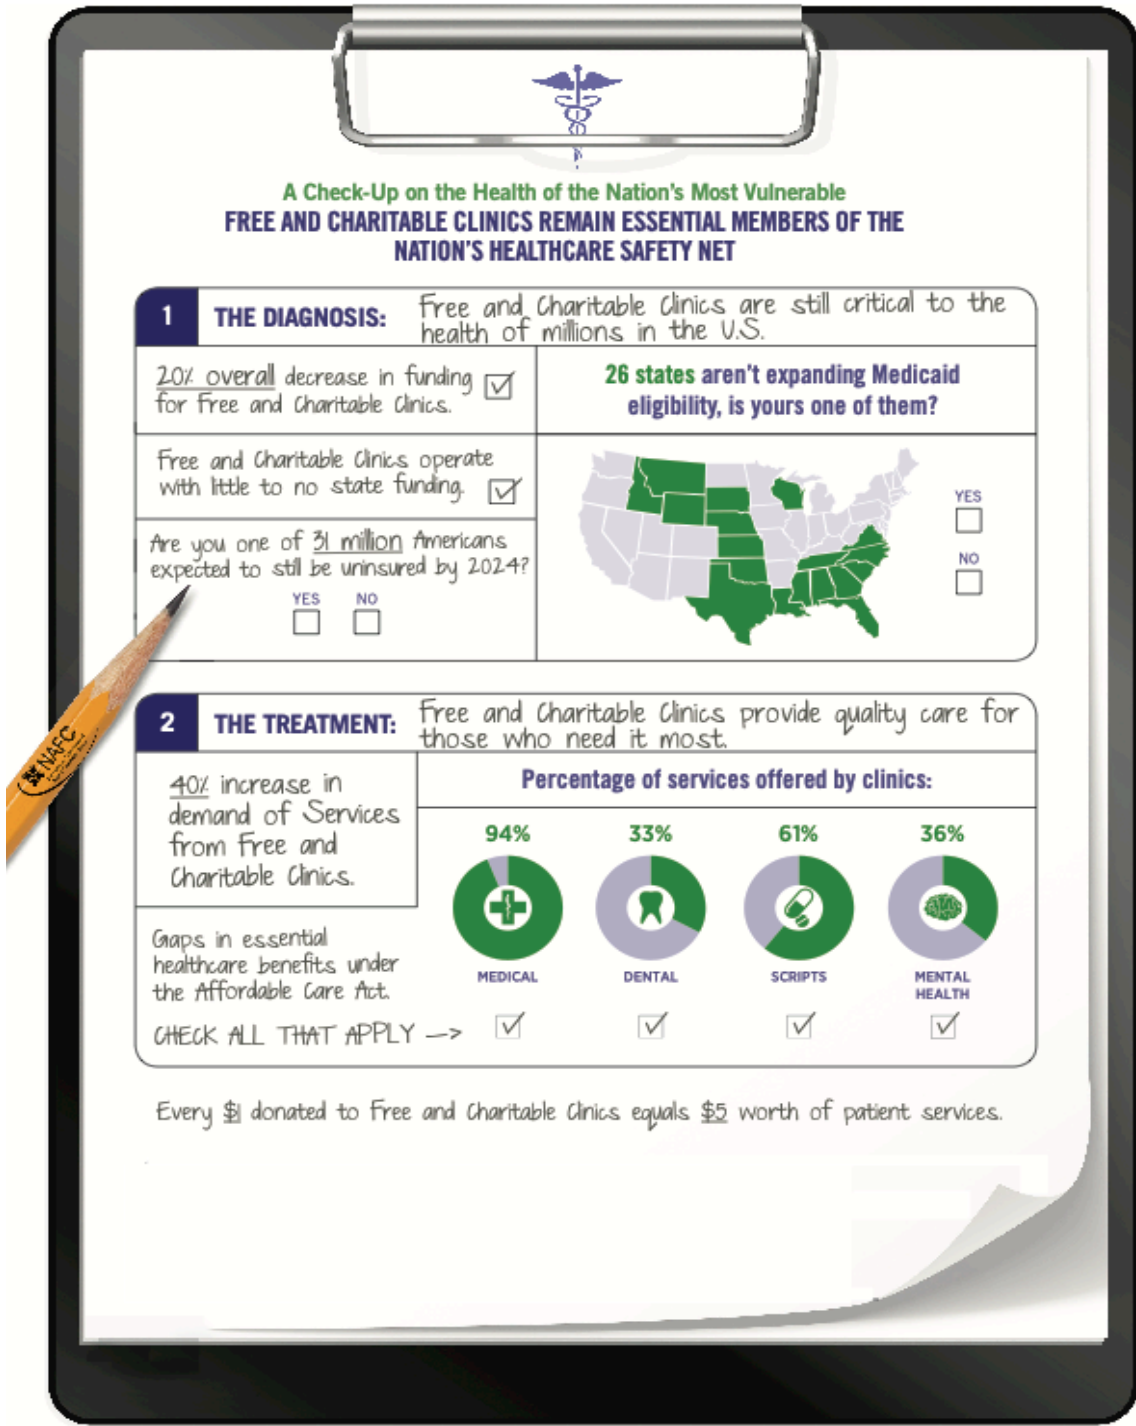 A Check-Up on the Health of the Nation's Most Vulnerable
FREE AND CHARITABLE CLINICS REMAIN ESSENTIAL MEMBERS OF THE
NATION'S HEALTHCARE SAFETY NET
1
THE DIAGNOSIS:
Free and Charitable Clinics are still critical to the
health of millions in the U.S.
20% overall decrease in funding
for Free and Charitable Clinics.
Free and Charitable Clinics operate
with little to no state funding.
Are you one of 31 million Americans
expected to still be uninsured by 2024?
YES NO
26 states aren't expanding Medicaid
eligibility, is yours one of them?
YES
NO
2
THE TREATMENT:
Free and Charitable Clinics provide quality care for
those who need it most.
40% increase in
demand of Services
from Free and
Charitable Clinics.
Gaps in essential
healthcare benefits under
the Affordable Care Act.
CHECK ALL THAT APPLY -->
Percentage of services offered by clinics:
94% 33% 61% 36%
MEDICAL DENTAL SCRIPTS MENTAL
HEALTH
NAFC
Every $1 donated to Free and Charitable Clinics equals $5 worth of patient services.